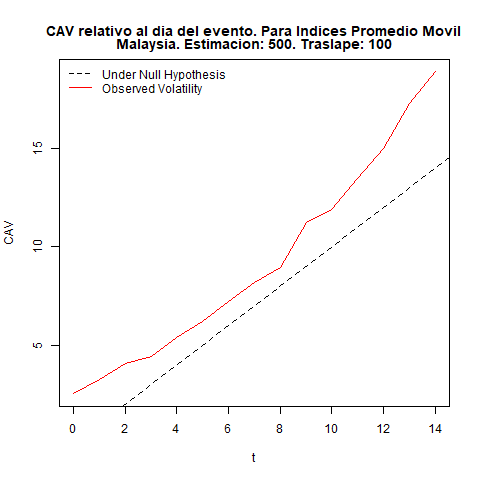 CAV relativo al dia del evento. Para Indices Promedio Movil
Malaysia. Estimacion: 500. Traslape: 100
Under Null Hypothesis
Observed Volatility
15
10
5
CAV
0 2 4 6 8 10 12 14
t